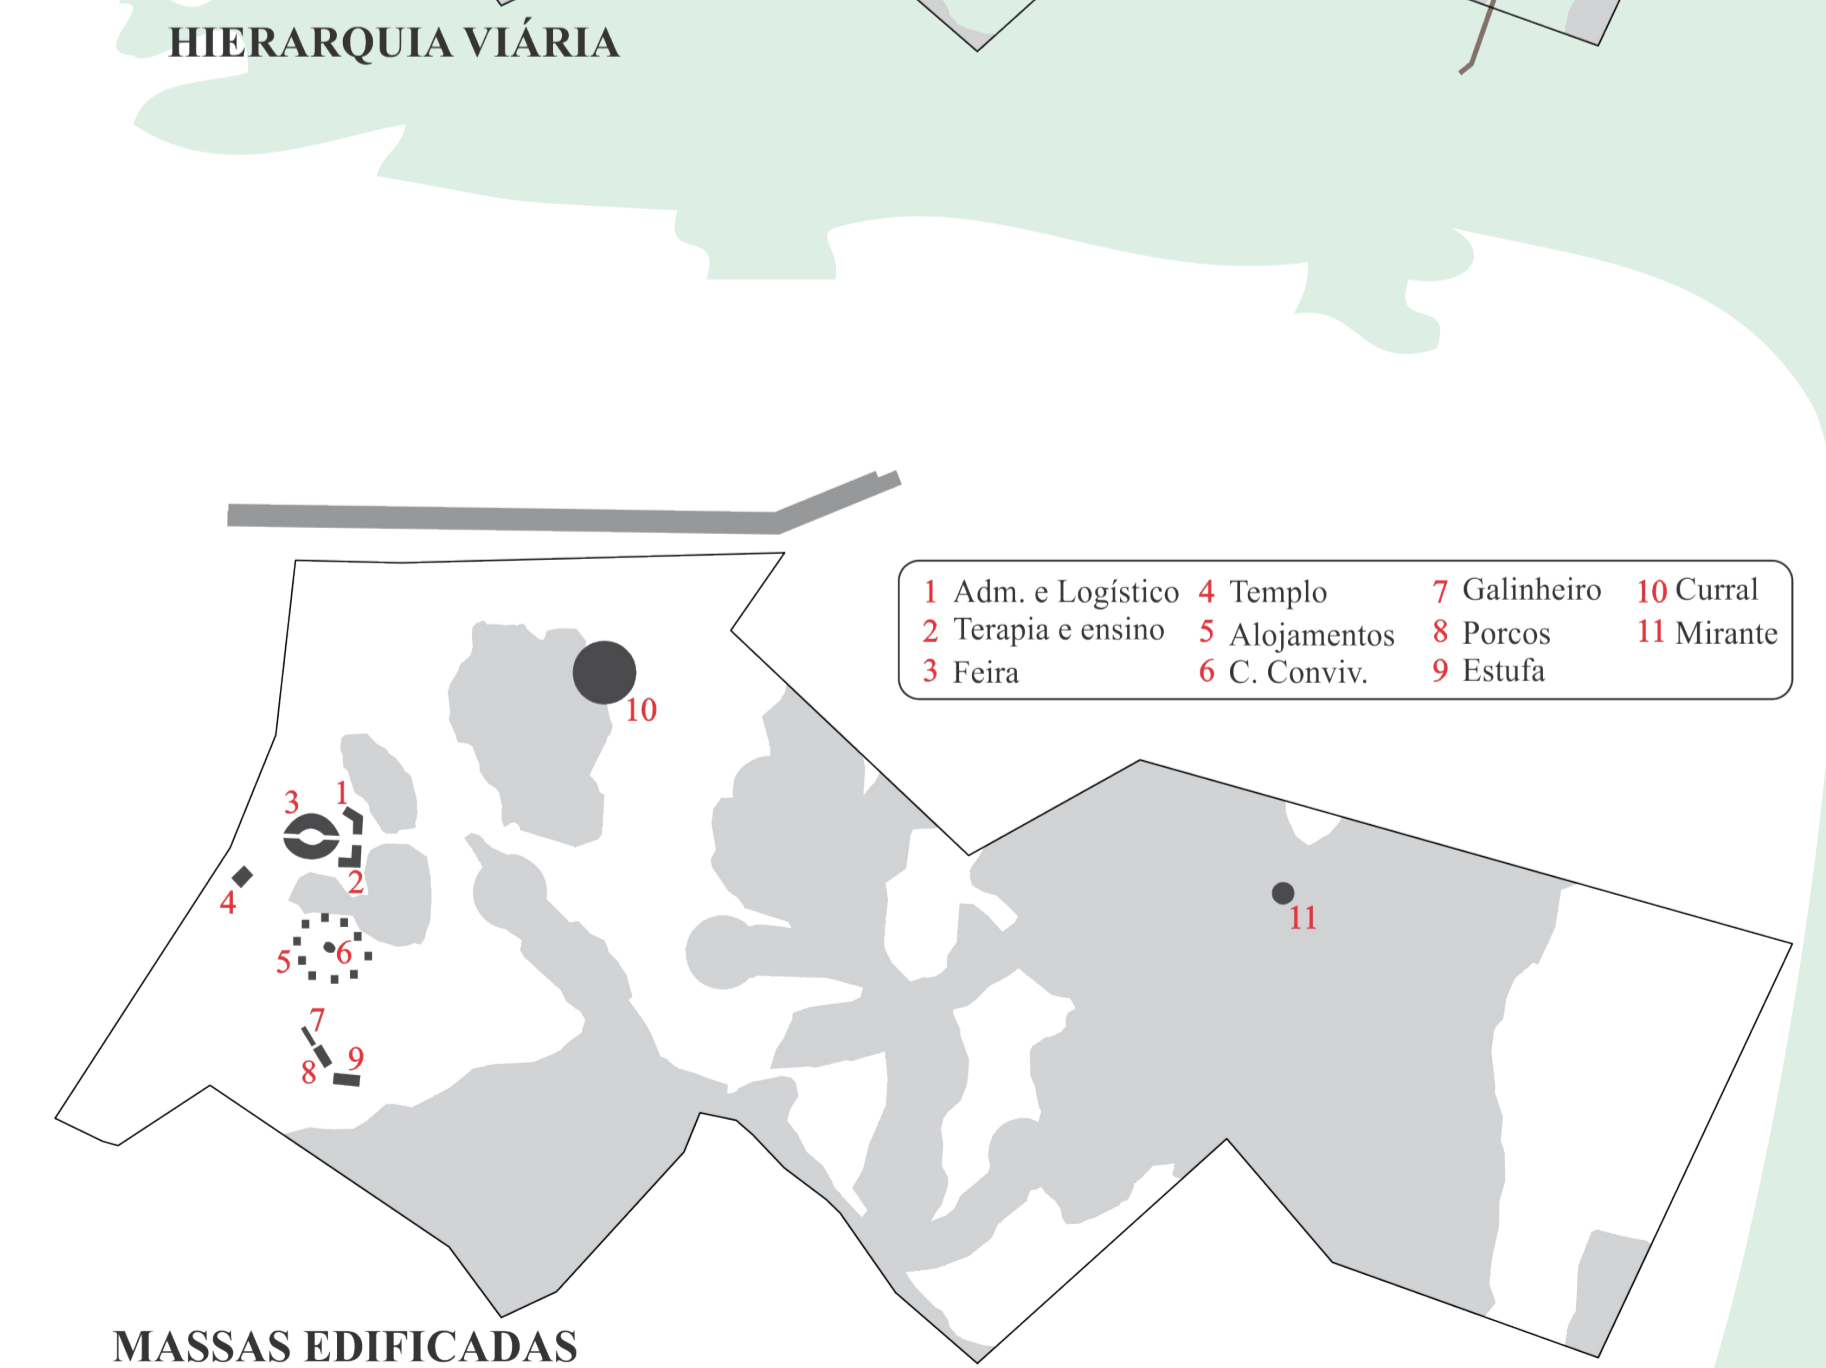 HIERARQUIA VIÁRIA
1 Adm. e Logístico 4 Templo 7 Galinheiro 10 Curral
2 Terapia e ensino 5 Alojamentos 8 Porcos 11 Mirante
3 Feira 6 C. Conviv. 9 Estufa
10
3 1
2
4
11
5 6
7
8 9
MASSAS EDIFICADAS